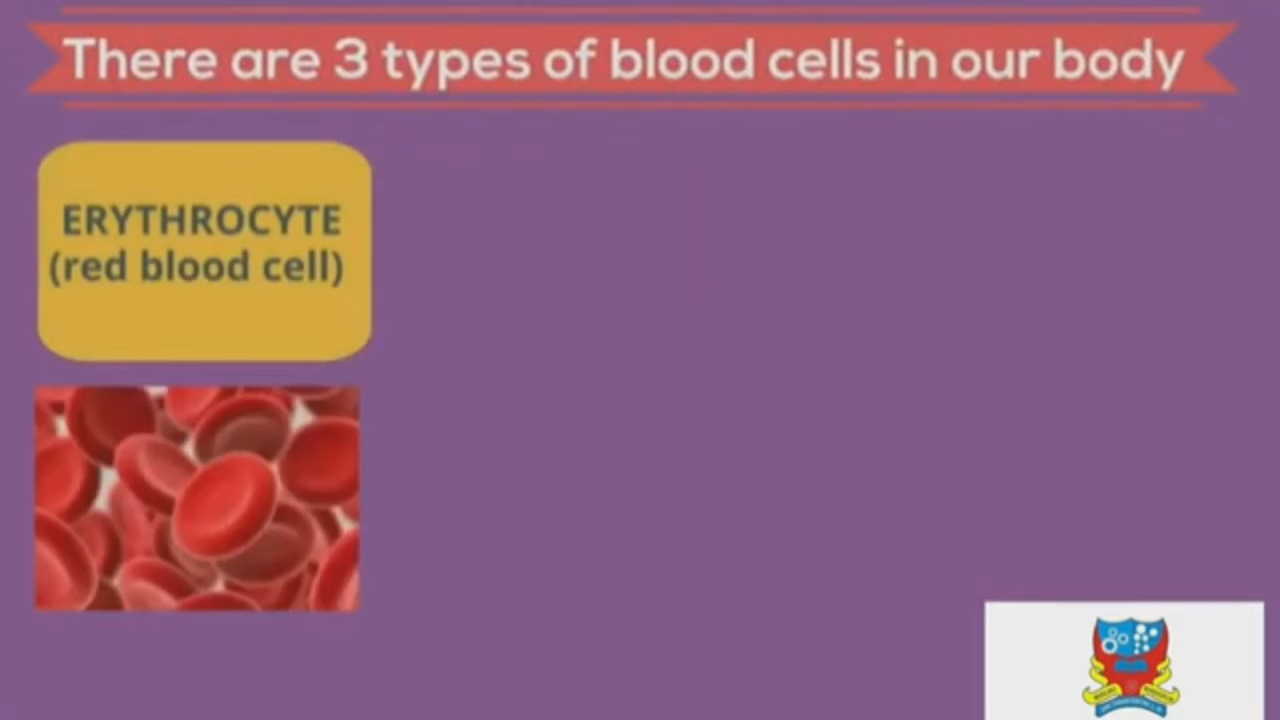 There are 3 types of blood cells in our body
ERYTHROCYTE
(red blood cell)